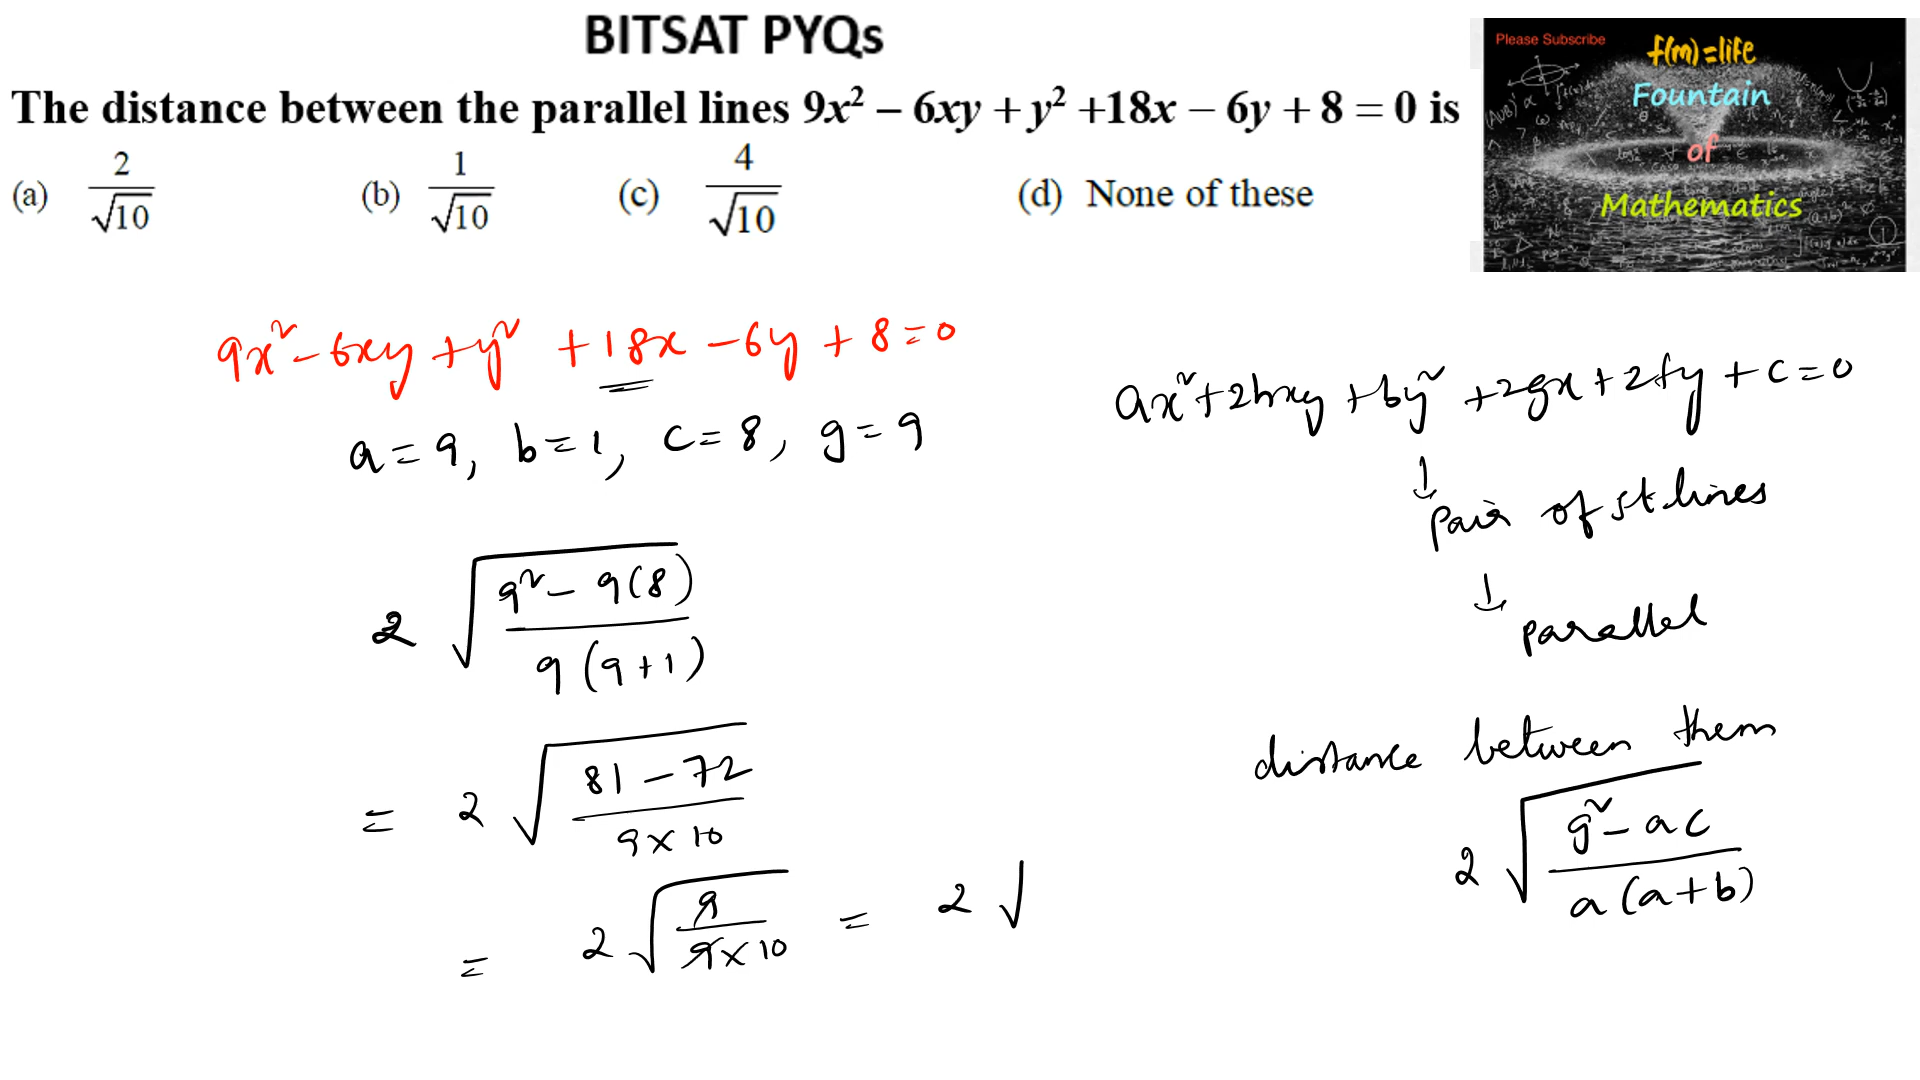 BITSAT PYQs
The distance between the parallel lines 9x² – 6xy + y² +18x – 6y + 8 = 0 is
(a) 2/√10 (b) 1/√10 (c) 4/√10 (d) None of these
Please Subscribe
f(m)=life
Fountain
of
Mathematics
9x² - 6xy + y² + 18x - 6y + 8 = 0
a = 9, b = 1, c = 8, g = 9
2 √(9² - 9(8) / 9(9+1))
= 2 √(81 - 72 / 9 × 10)
= 2 √(9 / 9 × 10) = 2 √
ax² + 2hxy + by² + 2gx + 2fy + c = 0
↓
pair of st. lines
↓
parallel
distance between them
2 √(g² - ac / a(a+b))